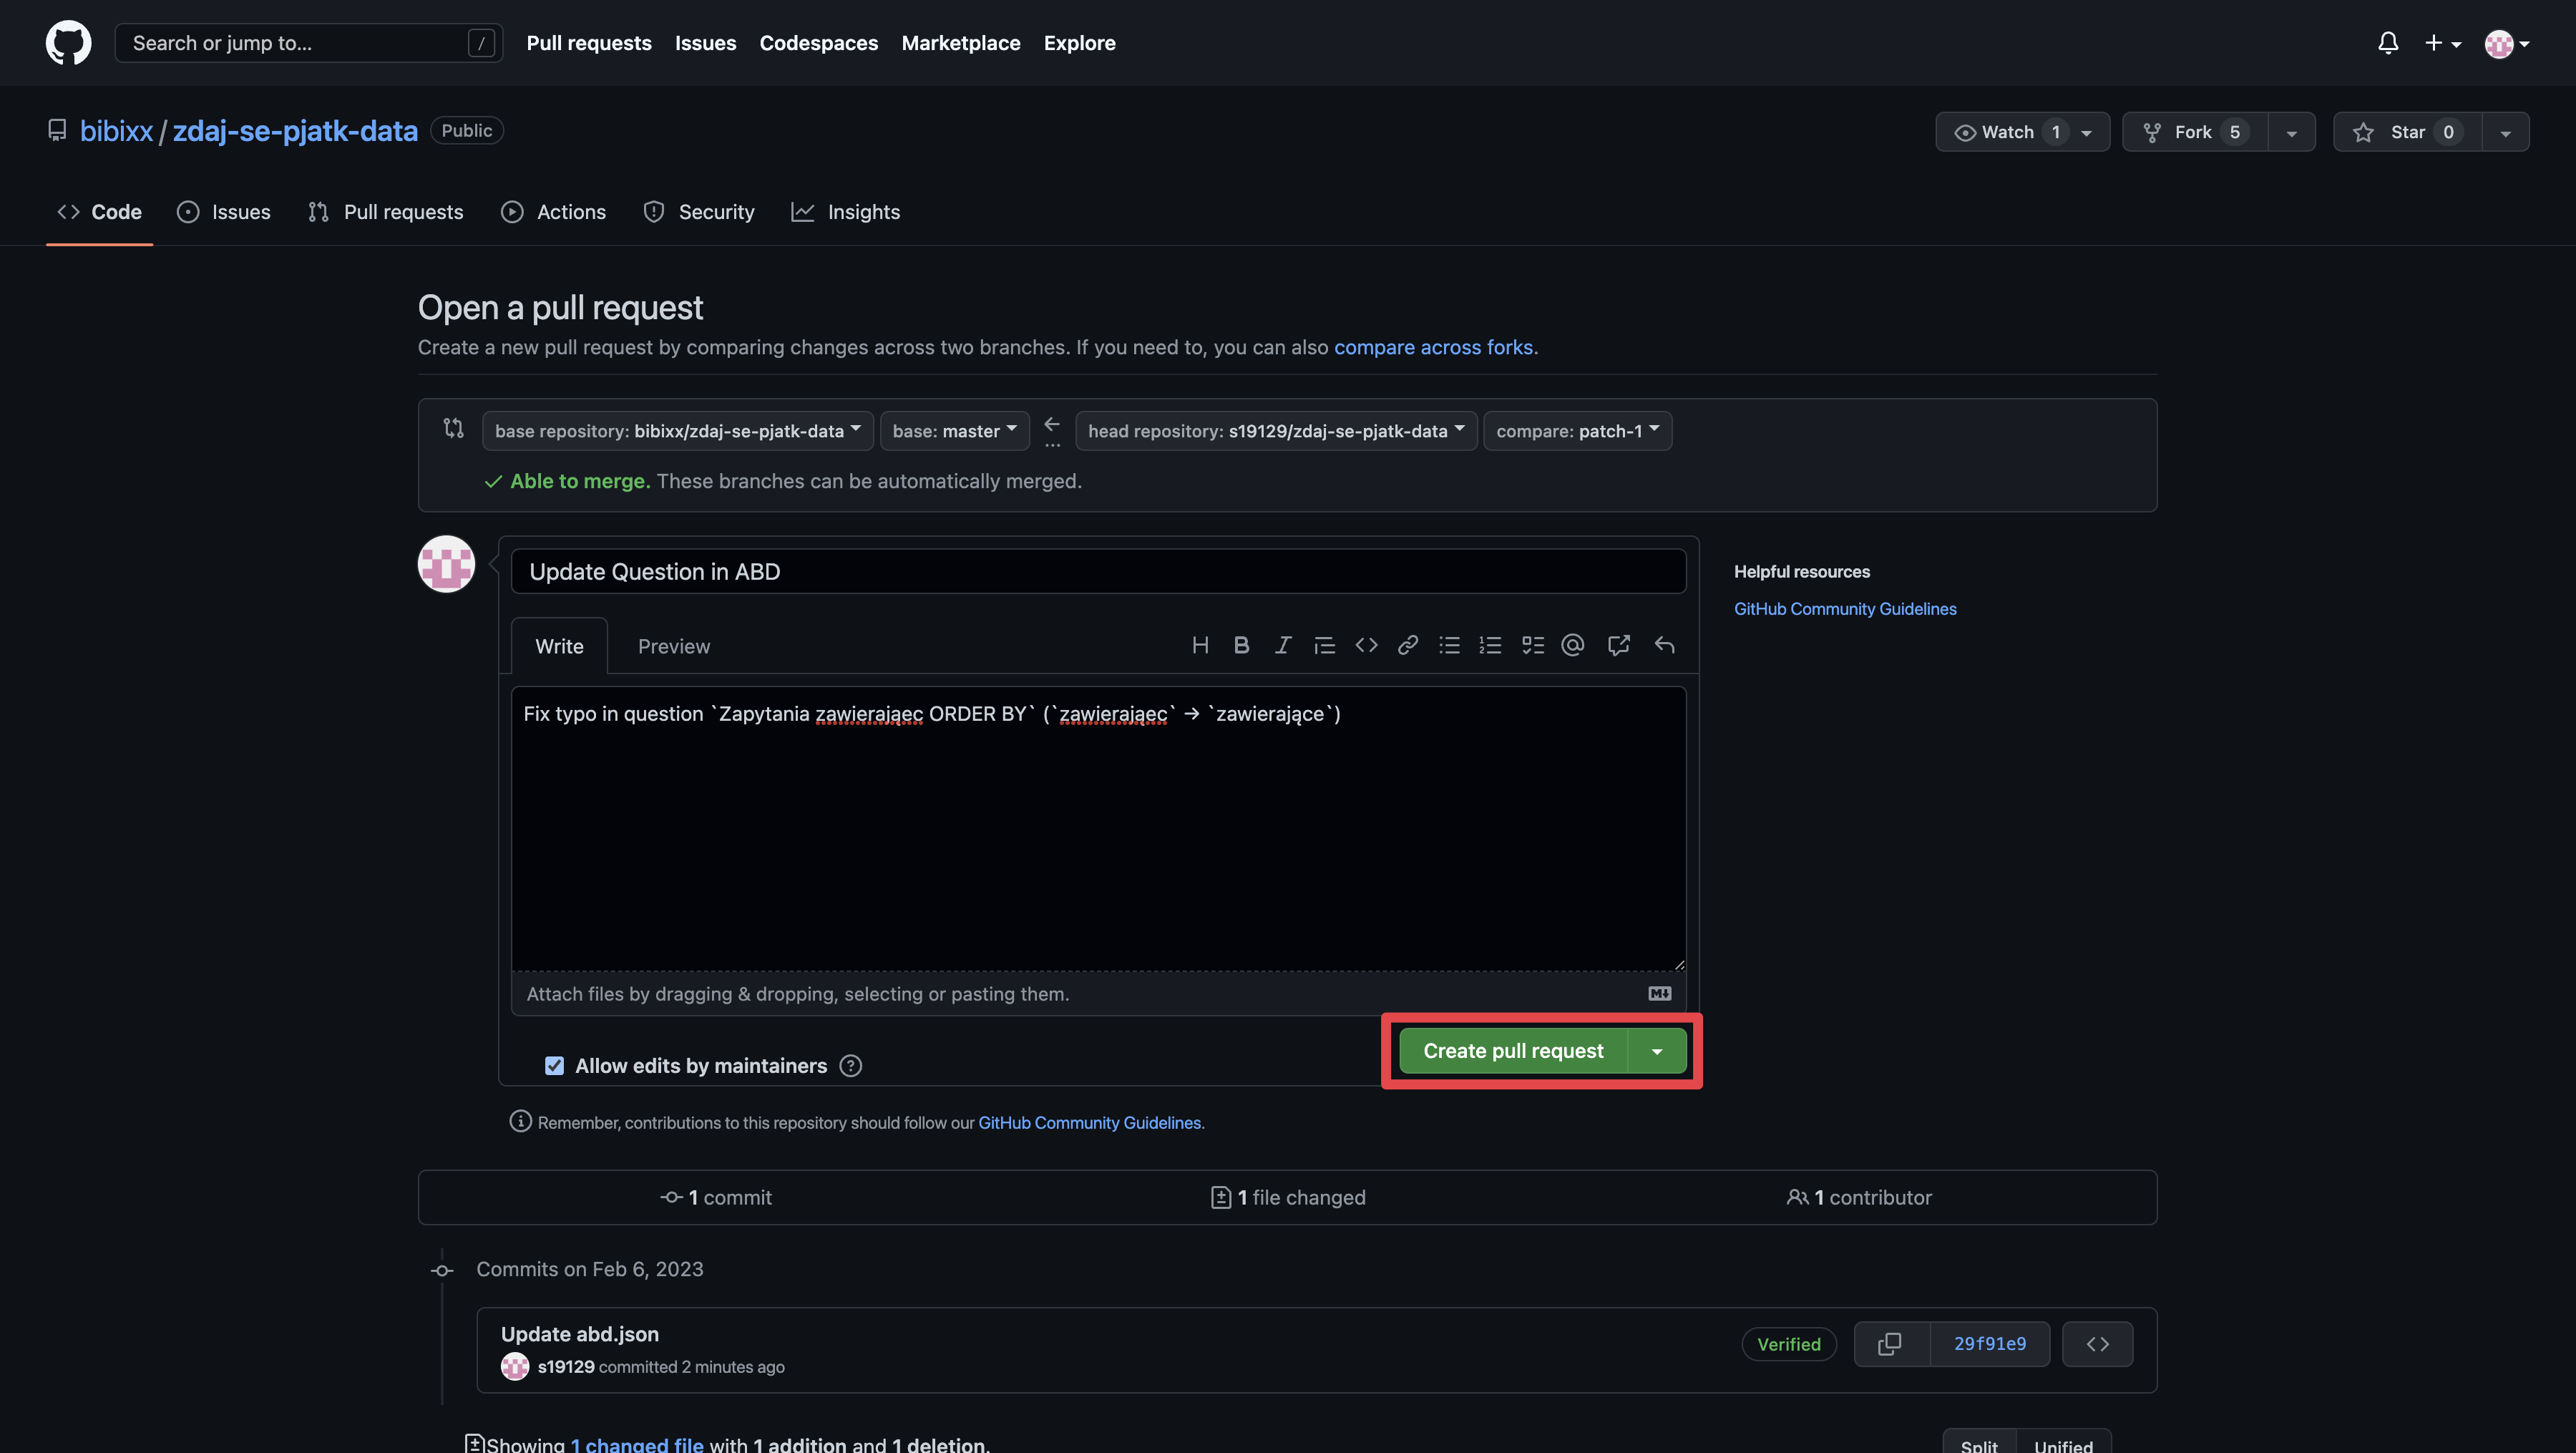 Search or jump to... /
Pull requests Issues Codespaces Marketplace Explore
bibixx / zdaj-se-pjatk-data Public
Watch 1 Fork 5 Star 0
Code Issues Pull requests Actions Security Insights
Open a pull request
Create a new pull request by comparing changes across two branches. If you need to, you can also compare across forks.
base repository: bibixx/zdaj-se-pjatk-data base: master ... head repository: s19129/zdaj-se-pjatk-data compare: patch-1
Able to merge. These branches can be automatically merged.
Update Question in ABD
Helpful resources
GitHub Community Guidelines
Write Preview
Fix typo in question `Zapytania zawierająec ORDER BY` (`zawierająec` → `zawierające`)
Attach files by dragging & dropping, selecting or pasting them.
Create pull request
Allow edits by maintainers
Remember, contributions to this repository should follow our GitHub Community Guidelines.
1 commit 1 file changed 1 contributor
Commits on Feb 6, 2023
Update abd.json
s19129 committed 2 minutes ago
Verified 29f91e9
Showing 1 changed file with 1 addition and 1 deletion.
Split Unified